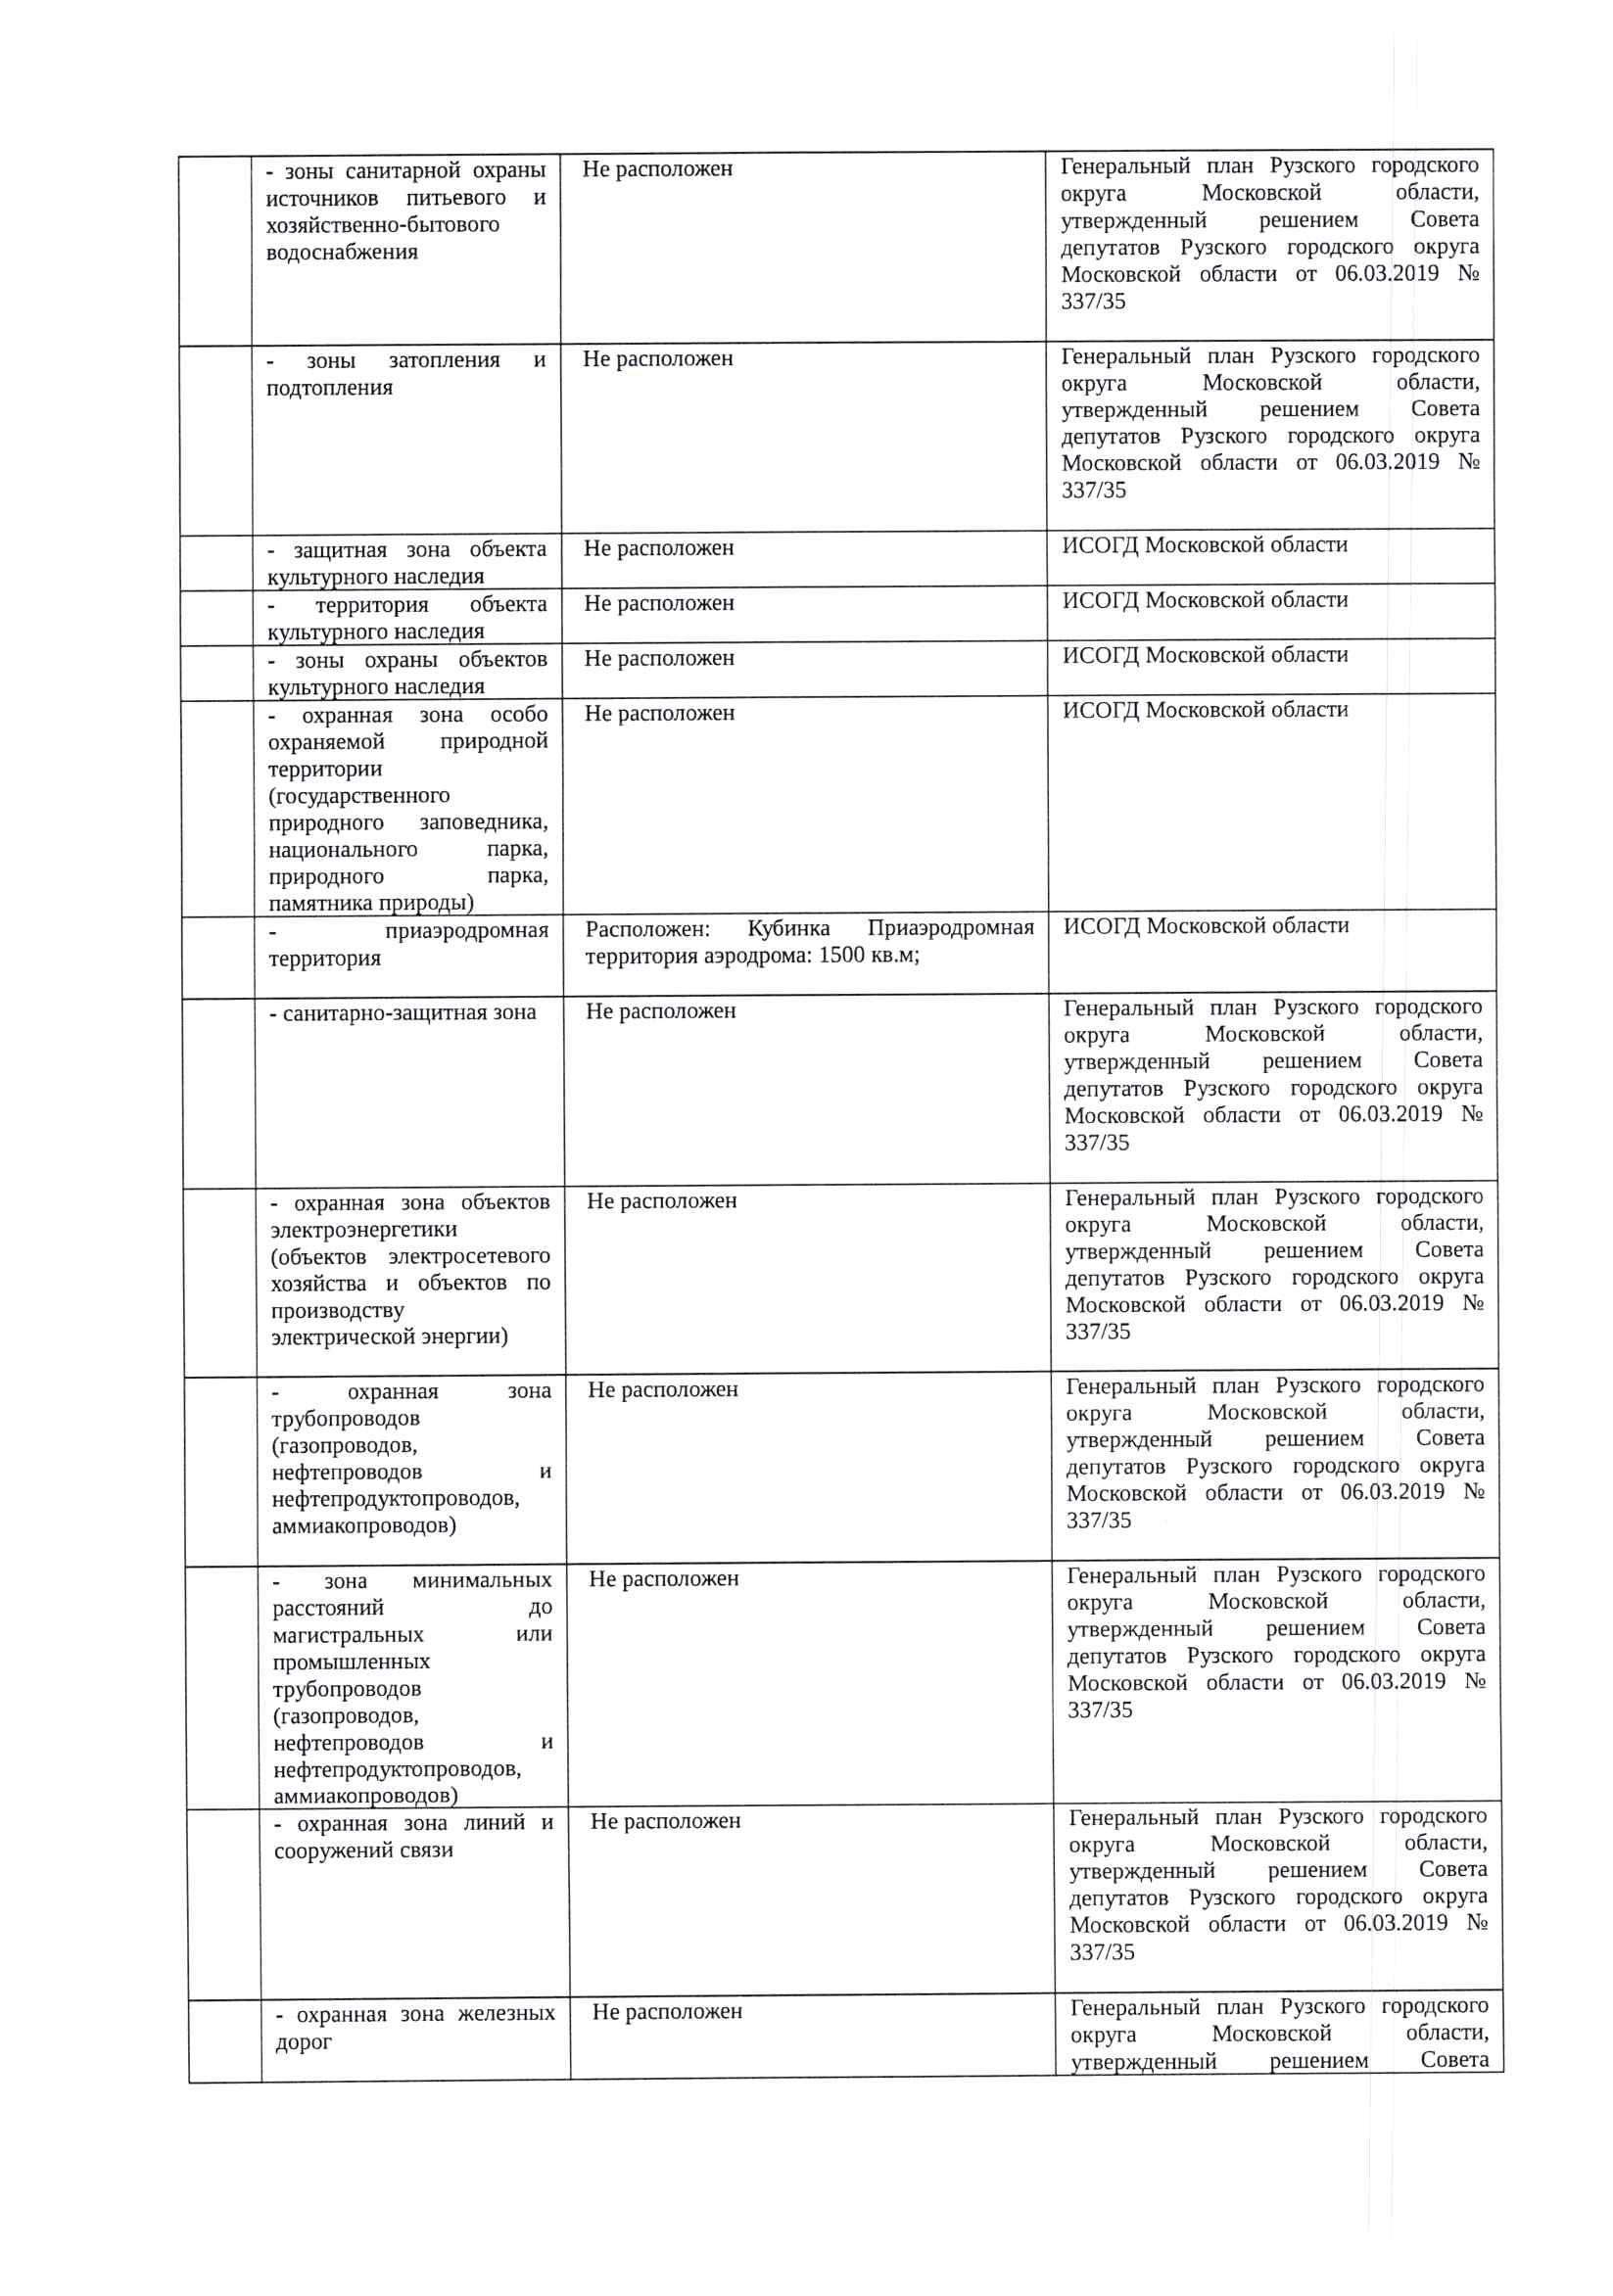 - зоны санитарной охраны
источников питьевого и
хозяйственно-бытового
водоснабжения
Не расположен
Генеральный план Рузского городского
округа Московской области,
утвержденный решением Совета
депутатов Рузского городского округа
Московской области от 06.03.2019 №
337/35
- зоны затопления и
подтопления
Не расположен
Генеральный план Рузского городского
округа Московской области,
утвержденный решением Совета
депутатов Рузского городского округа
Московской области от 06.03.2019 №
337/35
- защитная зона объекта
культурного наследия
Не расположен
ИСОГД Московской области
- территория объекта
культурного наследия
Не расположен
ИСОГД Московской области
- зоны охраны объектов
культурного наследия
Не расположен
ИСОГД Московской области
- охранная зона особо
охраняемой природной
территории
(государственного
природного заповедника,
национального парка,
природного парка,
памятника природы)
Не расположен
ИСОГД Московской области
- приаэродромная
территория
Расположен: Кубинка Приаэродромная
территория аэродрома: 1500 кв.м;
ИСОГД Московской области
- санитарно-защитная зона
Не расположен
Генеральный план Рузского городского
округа Московской области,
утвержденный решением Совета
депутатов Рузского городского округа
Московской области от 06.03.2019 №
337/35
- охранная зона объектов
электроэнергетики
(объектов электросетевого
хозяйства и объектов по
производству
электрической энергии)
Не расположен
Генеральный план Рузского городского
округа Московской области,
утвержденный решением Совета
депутатов Рузского городского округа
Московской области от 06.03.2019 №
337/35
- охранная зона
трубопроводов
(газопроводов,
нефтепроводов и
нефтепродуктопроводов,
аммиакопроводов)
Не расположен
Генеральный план Рузского городского
округа Московской области,
утвержденный решением Совета
депутатов Рузского городского округа
Московской области от 06.03.2019 №
337/35
- зона минимальных
расстояний до
магистральных или
промышленных
трубопроводов
(газопроводов,
нефтепроводов и
нефтепродуктопроводов,
аммиакопроводов)
Не расположен
Генеральный план Рузского городского
округа Московской области,
утвержденный решением Совета
депутатов Рузского городского округа
Московской области от 06.03.2019 №
337/35
- охранная зона линий и
сооружений связи
Не расположен
Генеральный план Рузского городского
округа Московской области,
утвержденный решением Совета
депутатов Рузского городского округа
Московской области от 06.03.2019 №
337/35
- охранная зона железных
дорог
Не расположен
Генеральный план Рузского городского
округа Московской области,
утвержденный решением Совета